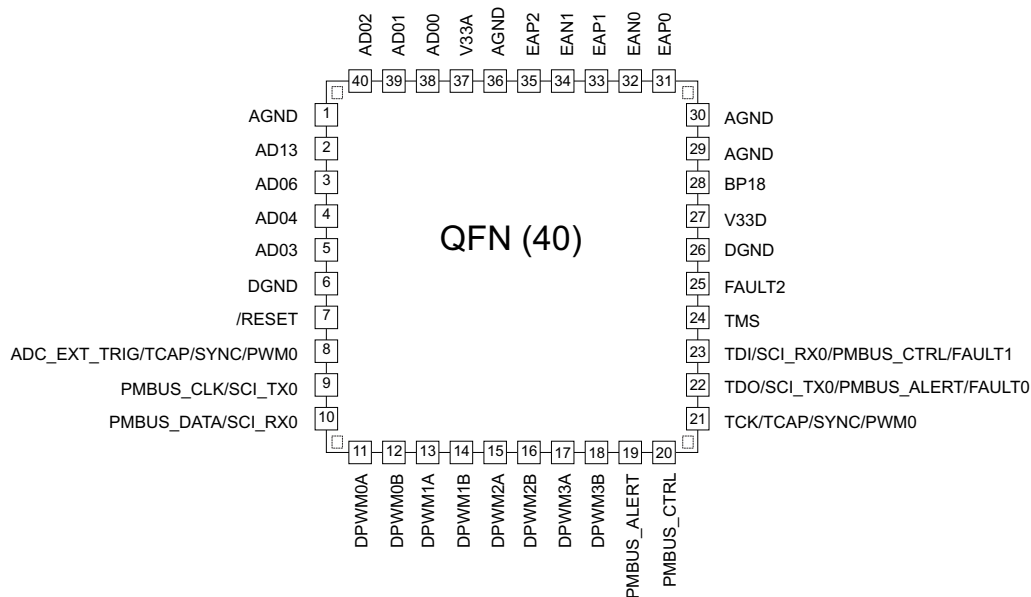 AD02
AD01
AD00
V33A
AGND
EAP2
EAN1
EAP1
EAN0
EAP0
40
39
38
37
36
35
34
33
32
31
AGND
1
AD13
2
AD06
3
AD04
4
AD03
5
DGND
6
/RESET
7
ADC_EXT_TRIG/TCAP/SYNC/PWM0
8
PMBUS_CLK/SCI_TX0
9
PMBUS_DATA/SCI_RX0
10
QFN (40)
30
AGND
29
AGND
28
BP18
27
V33D
26
DGND
25
FAULT2
24
TMS
23
TDI/SCI_RX0/PMBUS_CTRL/FAULT1
22
TDO/SCI_TX0/PMBUS_ALERT/FAULT0
21
TCK/TCAP/SYNC/PWM0
11
12
13
14
15
16
17
18
19
20
DPWM0A
DPWM0B
DPWM1A
DPWM1B
DPWM2A
DPWM2B
DPWM3A
DPWM3B
PMBUS_ALERT
PMBUS_CTRL